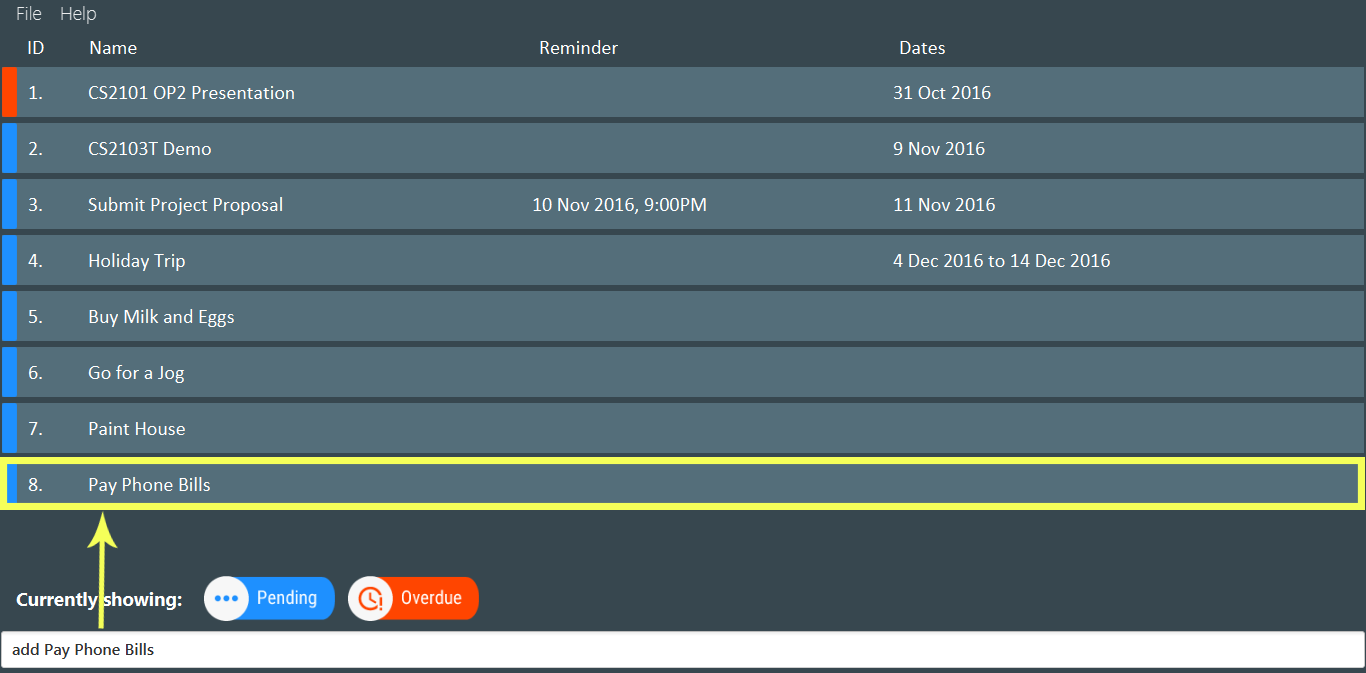 File Help
ID Name Reminder Dates
1. CS2101 OP2 Presentation 31 Oct 2016
2. CS2103T Demo 9 Nov 2016
3. Submit Project Proposal 10 Nov 2016, 9:00PM 11 Nov 2016
4. Holiday Trip 4 Dec 2016 to 14 Dec 2016
5. Buy Milk and Eggs
6. Go for a Jog
7. Paint House
8. Pay Phone Bills
Currently showing: Pending Overdue
add Pay Phone Bills